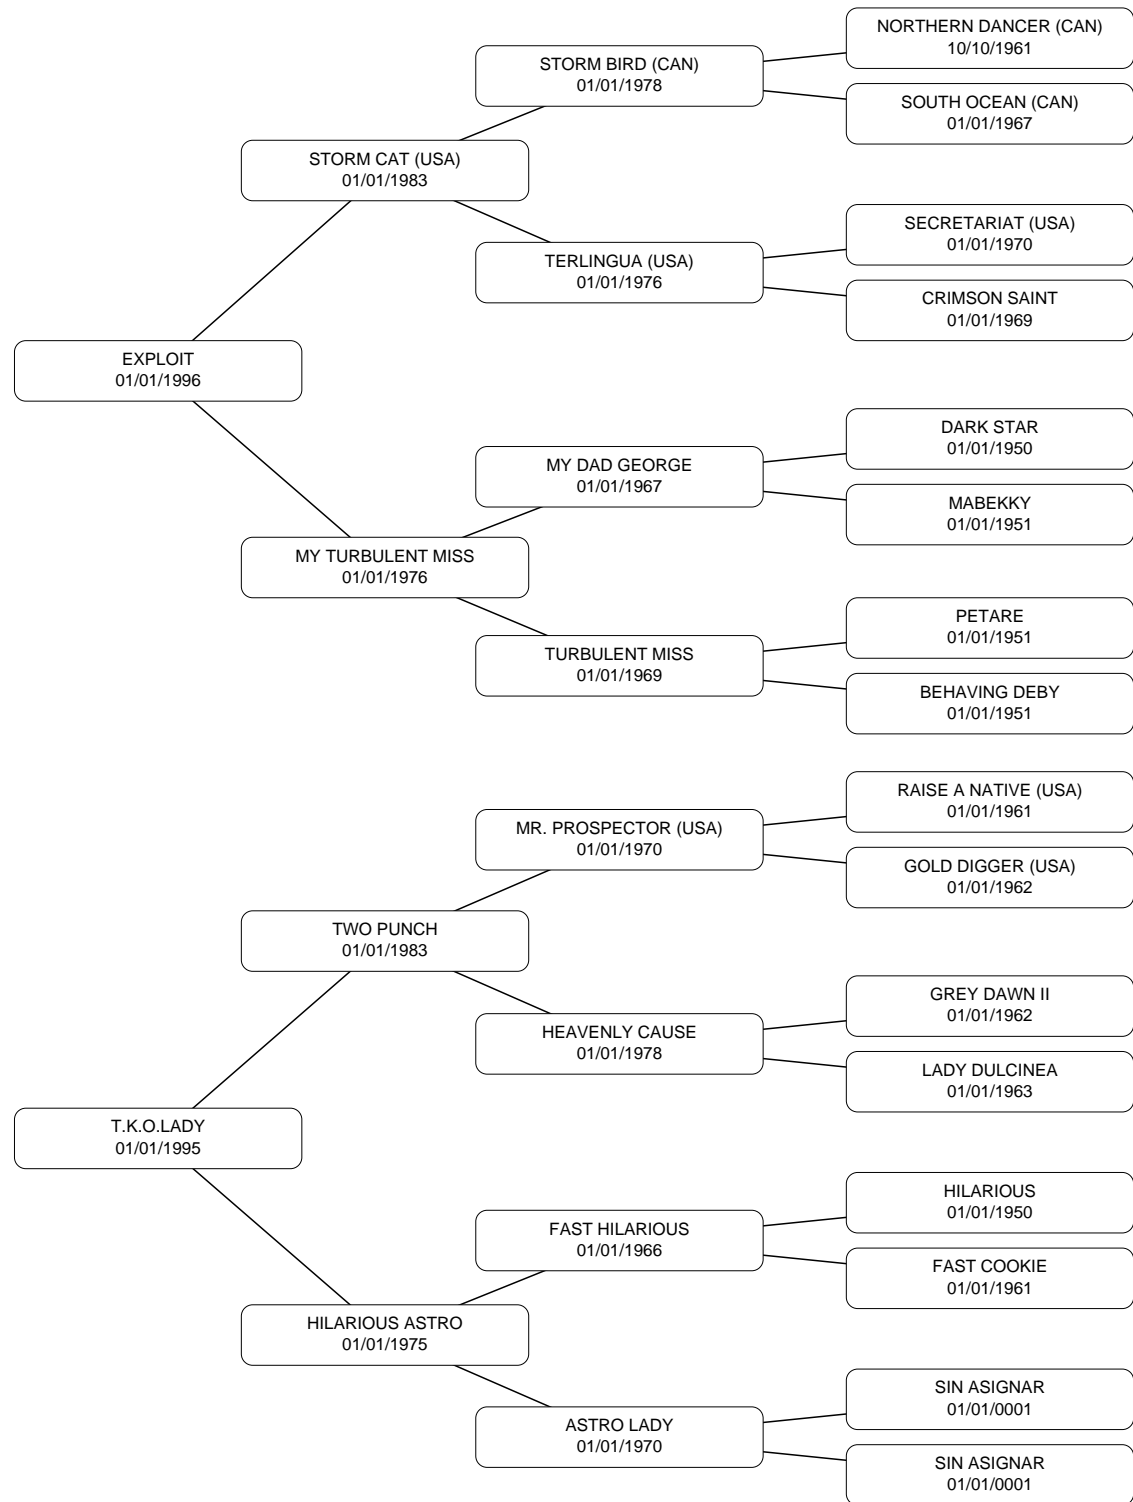 NORTHERN DANCER (CAN)
10/10/1961
STORM BIRD (CAN)
01/01/1978
SOUTH OCEAN (CAN)
01/01/1967
STORM CAT (USA)
01/01/1983
SECRETARIAT (USA)
01/01/1970
TERLINGUA (USA)
01/01/1976
CRIMSON SAINT
01/01/1969
EXPLOIT
01/01/1996
DARK STAR
01/01/1950
MY DAD GEORGE
01/01/1967
MABEKKY
01/01/1951
MY TURBULENT MISS
01/01/1976
PETARE
01/01/1951
TURBULENT MISS
01/01/1969
BEHAVING DEBY
01/01/1951
RAISE A NATIVE (USA)
01/01/1961
MR. PROSPECTOR (USA)
01/01/1970
GOLD DIGGER (USA)
01/01/1962
TWO PUNCH
01/01/1983
GREY DAWN II
01/01/1962
HEAVENLY CAUSE
01/01/1978
LADY DULCINEA
01/01/1963
T.K.O.LADY
01/01/1995
HILARIOUS
01/01/1950
FAST HILARIOUS
01/01/1966
FAST COOKIE
01/01/1961
HILARIOUS ASTRO
01/01/1975
SIN ASIGNAR
01/01/0001
ASTRO LADY
01/01/1970
SIN ASIGNAR
01/01/0001